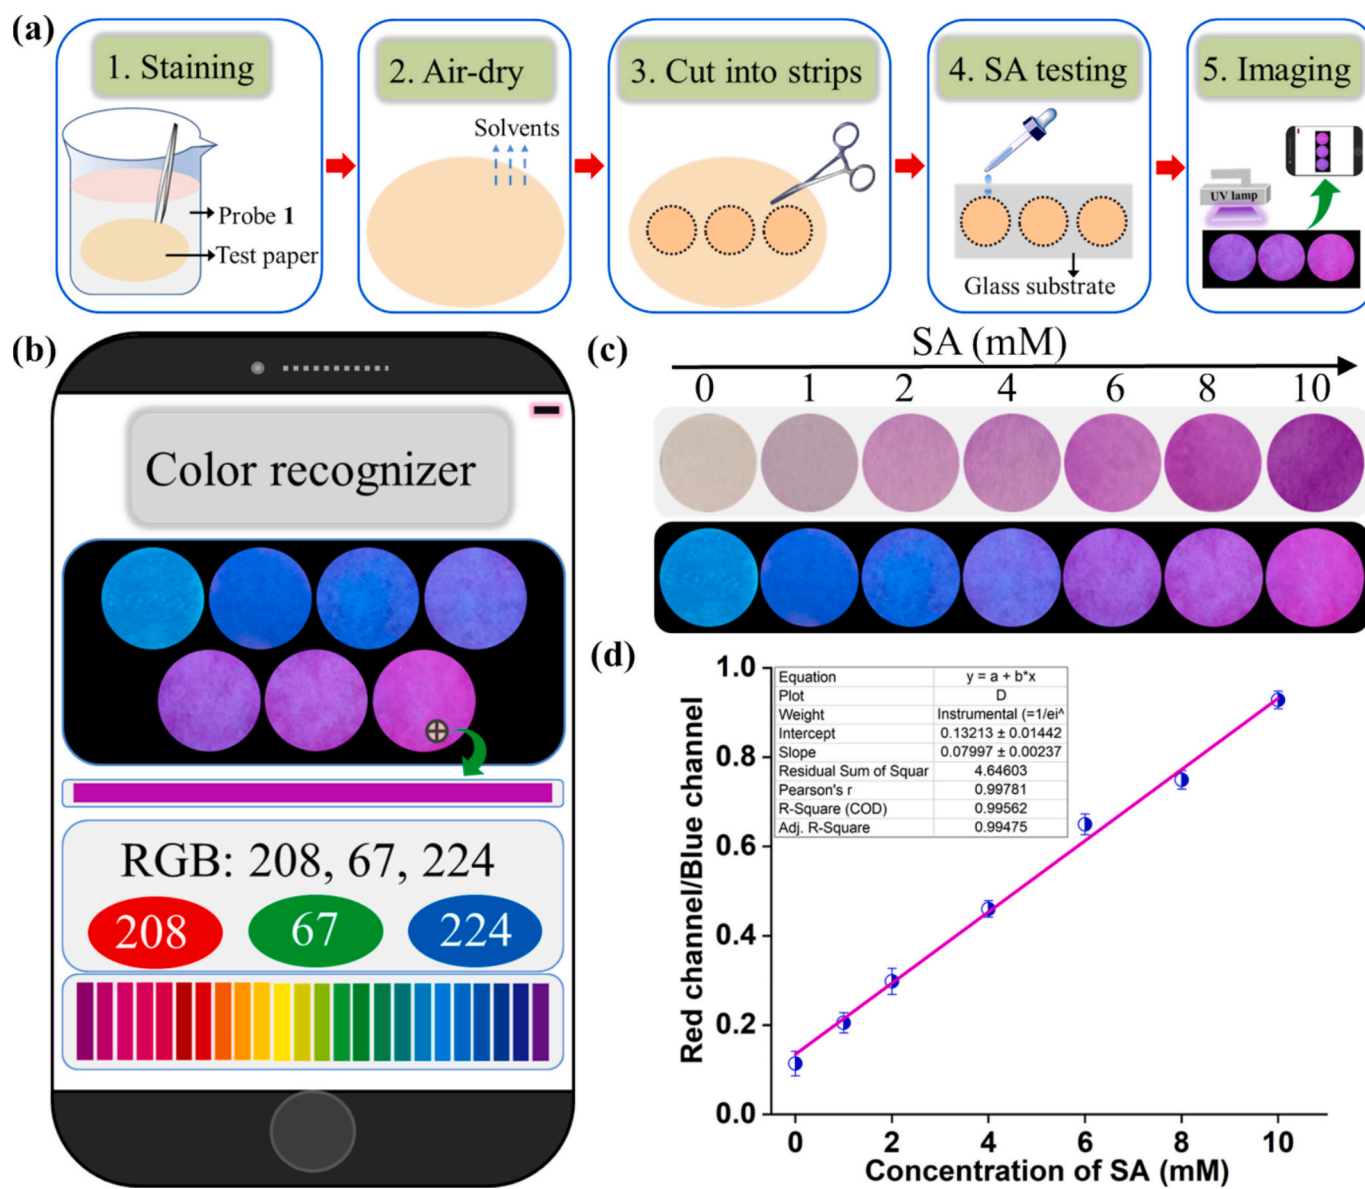 (a)
1. Staining
2. Air-dry
3. Cut into strips
4. SA testing
5. Imaging
Solvents
Probe 1
Test paper
Glass substrate
UV lamp
(b)
Color recognizer
RGB: 208, 67, 224
208 67 224
(c)
SA (mM)
0 1 2 4 6 8 10
(d)
Red channel/Blue channel
1.0
0.8
0.6
0.4
0.2
0.0
Equation y = a + b*x
Plot D
Weight Instrumental (=1/ei^
Intercept 0.13213 ± 0.01442
Slope 0.07997 ± 0.00237
Residual Sum of Squar 4.64603
Pearson's r 0.99781
R-Square (COD) 0.99562
Adj. R-Square 0.99475
0 2 4 6 8 10
Concentration of SA (mM)